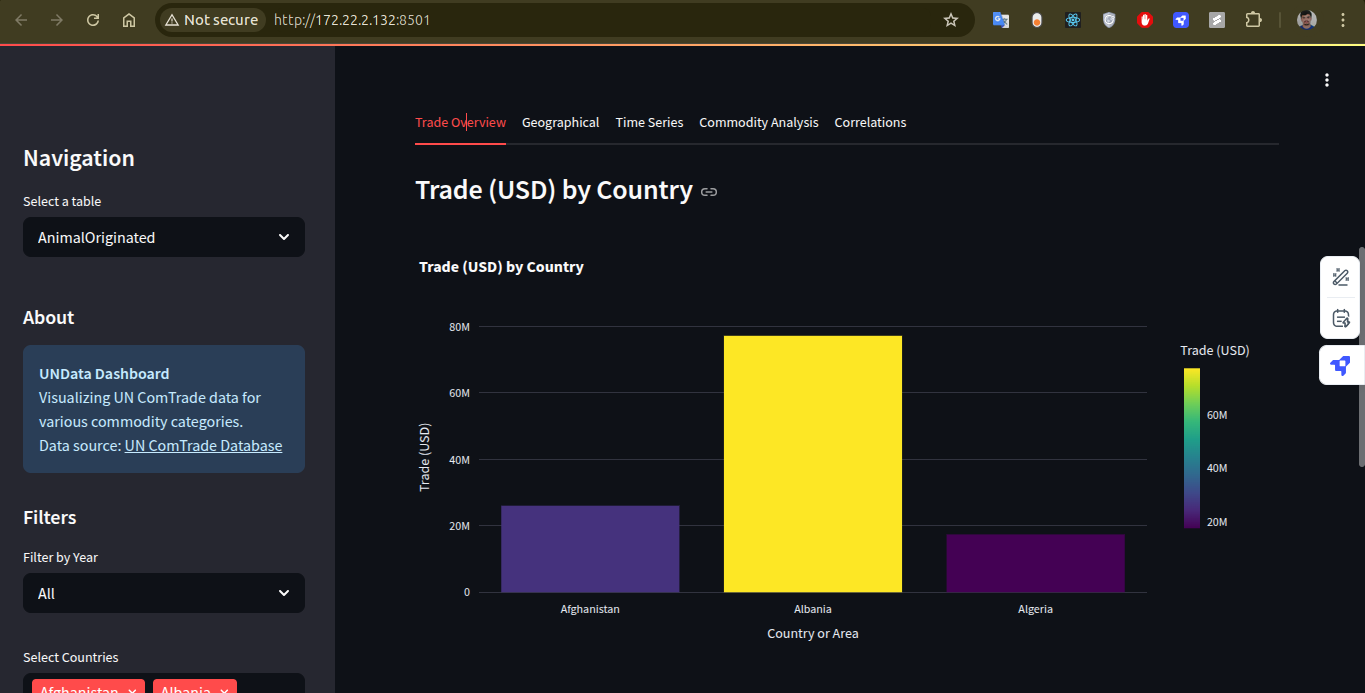 Not secure
http://172.22.2.132:8501
Navigation
Select a table
AnimalOriginated
About
UNData Dashboard
Visualizing UN ComTrade data for
various commodity categories.
Data source: UN ComTrade Database
Filters
Filter by Year
All
Select Countries
Afghanistan ×
Albania ×
Trade Overview
Geographical
Time Series
Commodity Analysis
Correlations
Trade (USD) by Country
Trade (USD) by Country
Trade (USD)
80M
60M
40M
20M
0
Afghanistan
Albania
Algeria
Country or Area
Trade (USD)
60M
40M
20M